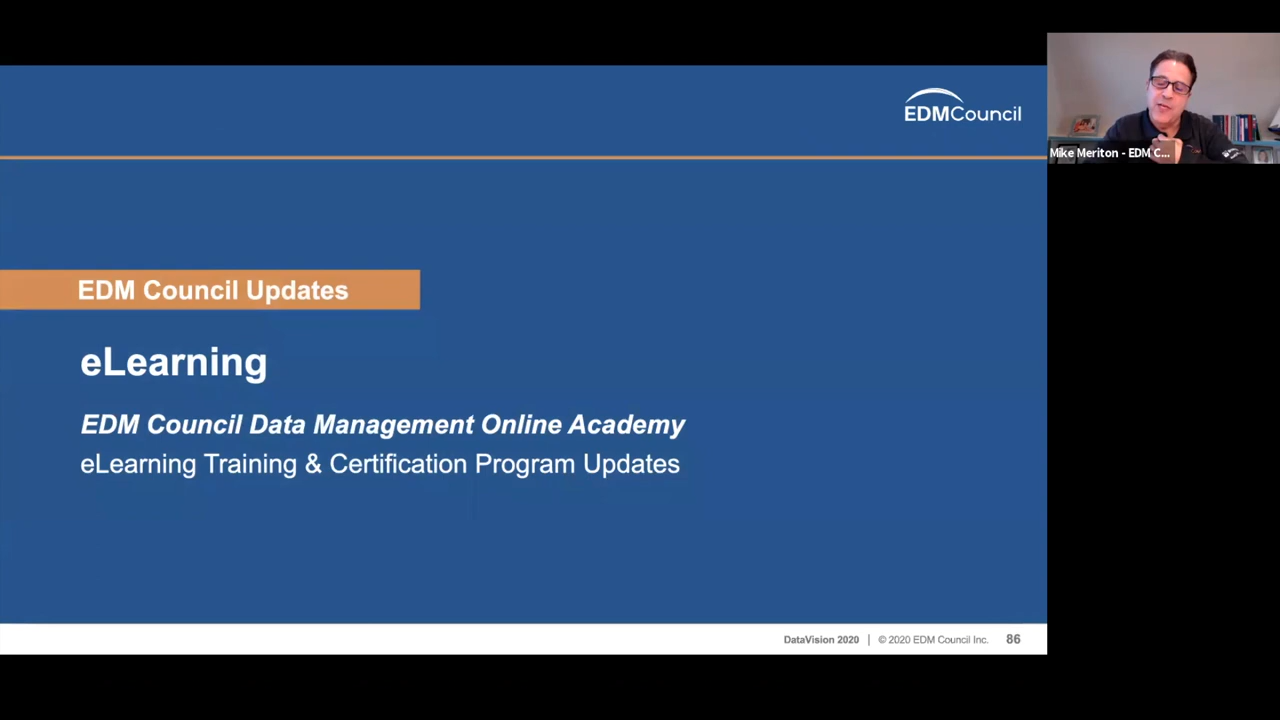 EDMCouncil
Mike Meriton - EDM C...
EDM Council Updates
eLearning
EDM Council Data Management Online Academy
eLearning Training & Certification Program Updates
DataVision 2020 | © 2020 EDM Council Inc. 86